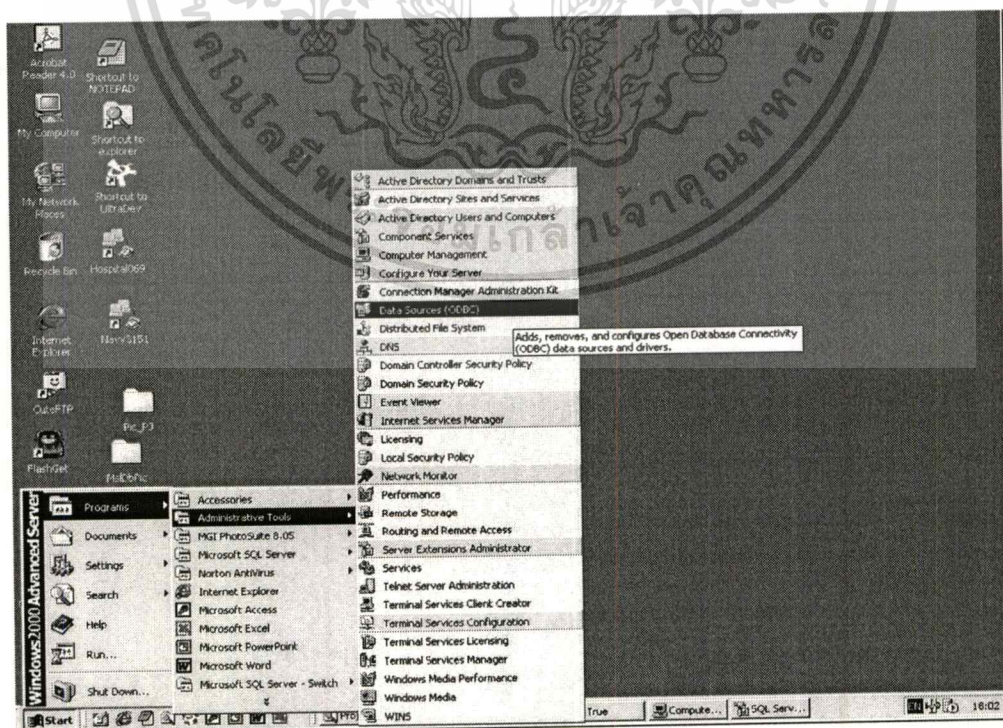 Acrobat
Reader 4.0
Shortcut to
NOTEPAD
My Computer
Shortcut to
explorer
My Network
Places
Shortcut to
UltraDev
Recycle Bin
Hospital069
Internet
Explorer
Navy5151
CuteFTP
Pic_PJ
FlashGet
Active Directory Domains and Trusts
Active Directory Sites and Services
Active Directory Users and Computers
Component Services
Computer Management
Configure Your Server
Connection Manager Administration Kit
Data Sources (ODBC)
Distributed File System
DNS
Domain Controller Security Policy
Domain Security Policy
Event Viewer
Internet Services Manager
Licensing
Local Security Policy
Network Monitor
Performance
Remote Storage
Routing and Remote Access
Server Extensions Administrator
Services
Telnet Server Administration
Terminal Services Client Creator
Terminal Services Configuration
Terminal Services Licensing
Terminal Services Manager
Windows Media Performance
Windows Media
WINS
Adds, removes, and configures Open Database Connectivity
(ODBC) data sources and drivers.
Windows 2000 Advanced Server
Programs
Documents
Settings
Search
Help
Run...
Shut Down...
Accessories
Administrative Tools
MGI PhotoSuite 8.05
Microsoft SQL Server
Norton AntiVirus
Internet Explorer
Microsoft Access
Microsoft Excel
Microsoft PowerPoint
Microsoft Word
Microsoft SQL Server - Switch
Start
True
Compute...
SQL Serv...
EN
16:02